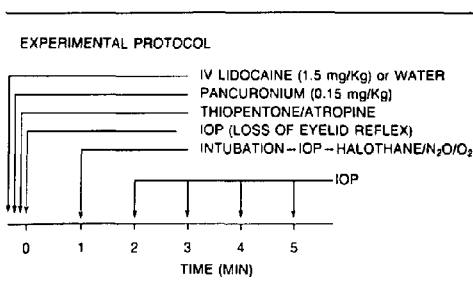 EXPERIMENTAL PROTOCOL
IV LIDOCAINE (1.5 mg/Kg) or WATER
PANCURONIUM (0.15 mg/Kg)
THIOPENTONE/ATROPINE
IOP (LOSS OF EYELID REFLEX)
INTUBATION–IOP–HALOTHANE/N₂O/O₂
IOP
0 1 2 3 4 5
TIME (MIN)